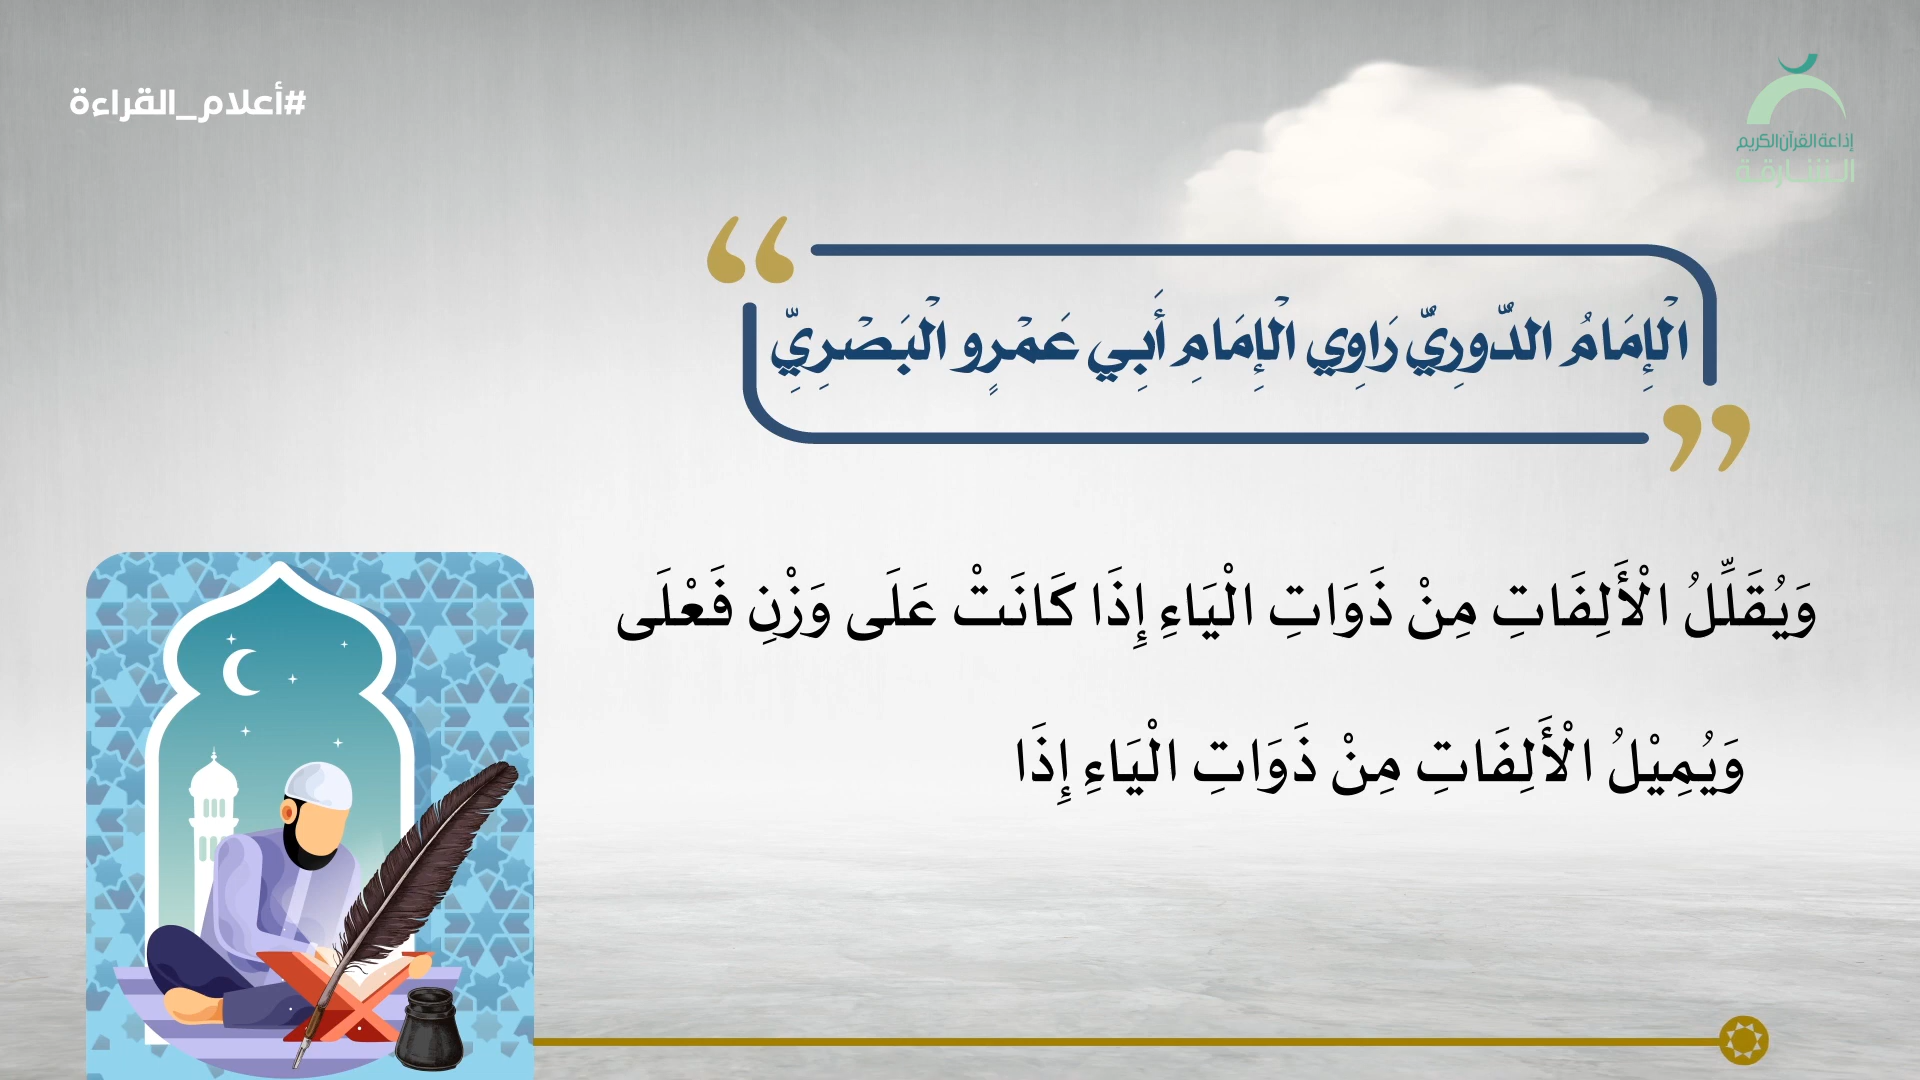 #أعلام_القراءة
إذاعة القرآن الكريم
الشارقة
الْإِمَامُ الدُّورِيُّ رَاوِي الْإِمَامِ أَبِي عَمْرٍو الْبَصْرِيِّ
وَيُقَلِّلُ الْأَلِفَاتِ مِنْ ذَوَاتِ الْيَاءِ إِذَا كَانَتْ عَلَى وَزْنِ فَعْلَى
وَيُمِيْلُ الْأَلِفَاتِ مِنْ ذَوَاتِ الْيَاءِ إِذَا